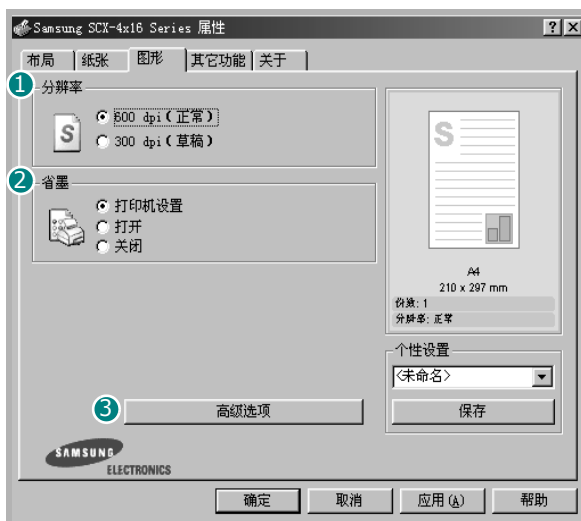 Samsung SCX-4x16 Series 属性
布局 纸张 图形 其它功能 关于
1 分辨率
S
600 dpi(正常)
300 dpi(草稿)
2 省墨
打印机设置
打开
关闭
S
A4
210 x 297 mm
份数: 1
分辨率: 正常
个性设置
<未命名>
保存
3 高级选项
SAMSUNG
ELECTRONICS
确定 取消 应用(A) 帮助